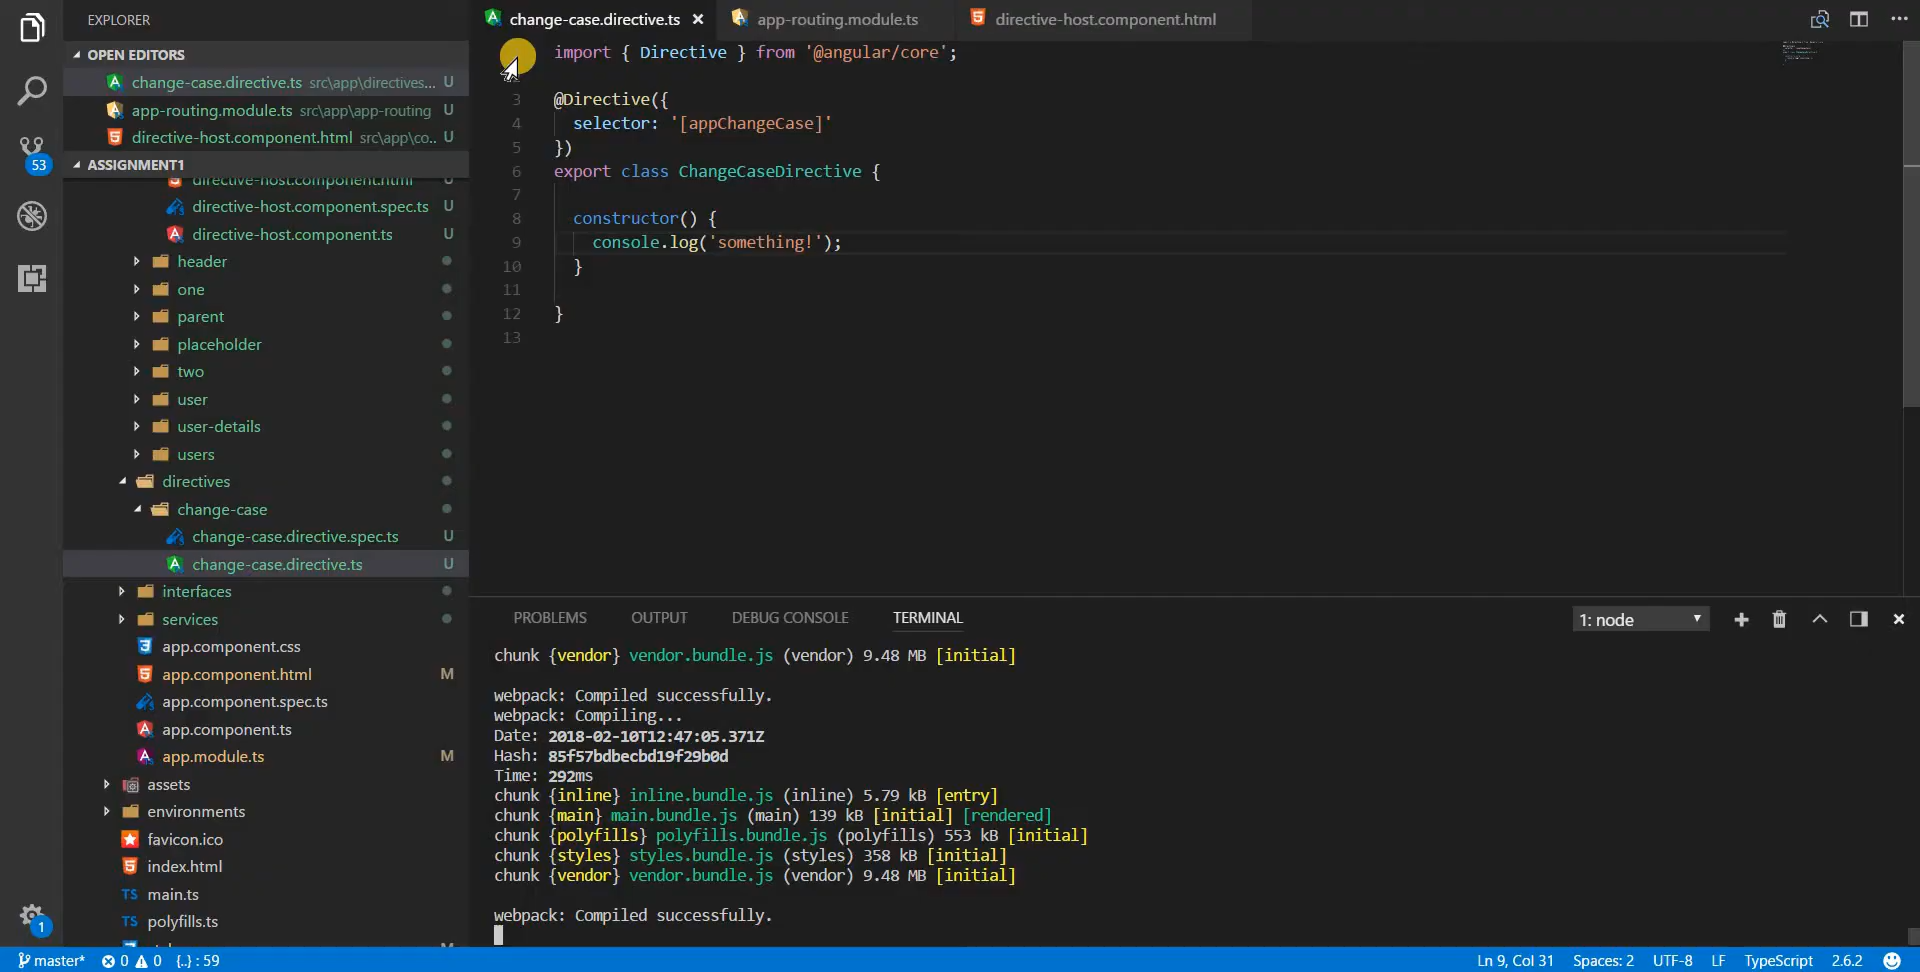 EXPLORER
OPEN EDITORS
change-case.directive.ts src\app\directives... U
app-routing.module.ts src\app\app-routing U
directive-host.component.html src\app\co... U
ASSIGNMENT1
directive-host.component.html U
directive-host.component.spec.ts U
directive-host.component.ts U
header
one
parent
placeholder
two
user
user-details
users
directives
change-case
change-case.directive.spec.ts U
change-case.directive.ts U
interfaces
services
app.component.css
app.component.html M
app.component.spec.ts
app.component.ts
app.module.ts M
assets
environments
favicon.ico
index.html
TS main.ts
TS polyfills.ts
53
1
change-case.directive.ts
app-routing.module.ts
directive-host.component.html
import { Directive } from '@angular/core';
3 @Directive({
4 selector: '[appChangeCase]'
5 })
6 export class ChangeCaseDirective {
7
8 constructor() {
9 console.log('something!');
10 }
11
12 }
13
PROBLEMS OUTPUT DEBUG CONSOLE TERMINAL 1: node
chunk {vendor} vendor.bundle.js (vendor) 9.48 MB [initial]
webpack: Compiled successfully.
webpack: Compiling...
Date: 2018-02-10T12:47:05.371Z
Hash: 85f57bdbecbd19f29b0d
Time: 292ms
chunk {inline} inline.bundle.js (inline) 5.79 kB [entry]
chunk {main} main.bundle.js (main) 139 kB [initial] [rendered]
chunk {polyfills} polyfills.bundle.js (polyfills) 553 kB [initial]
chunk {styles} styles.bundle.js (styles) 358 kB [initial]
chunk {vendor} vendor.bundle.js (vendor) 9.48 MB [initial]
webpack: Compiled successfully.
master* 0 0 {..} : 59 Ln 9, Col 31 Spaces: 2 UTF-8 LF TypeScript 2.6.2